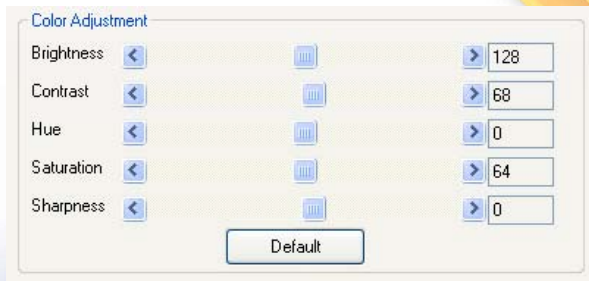 Color Adjustment
Brightness 128
Contrast 68
Hue 0
Saturation 64
Sharpness 0
Default